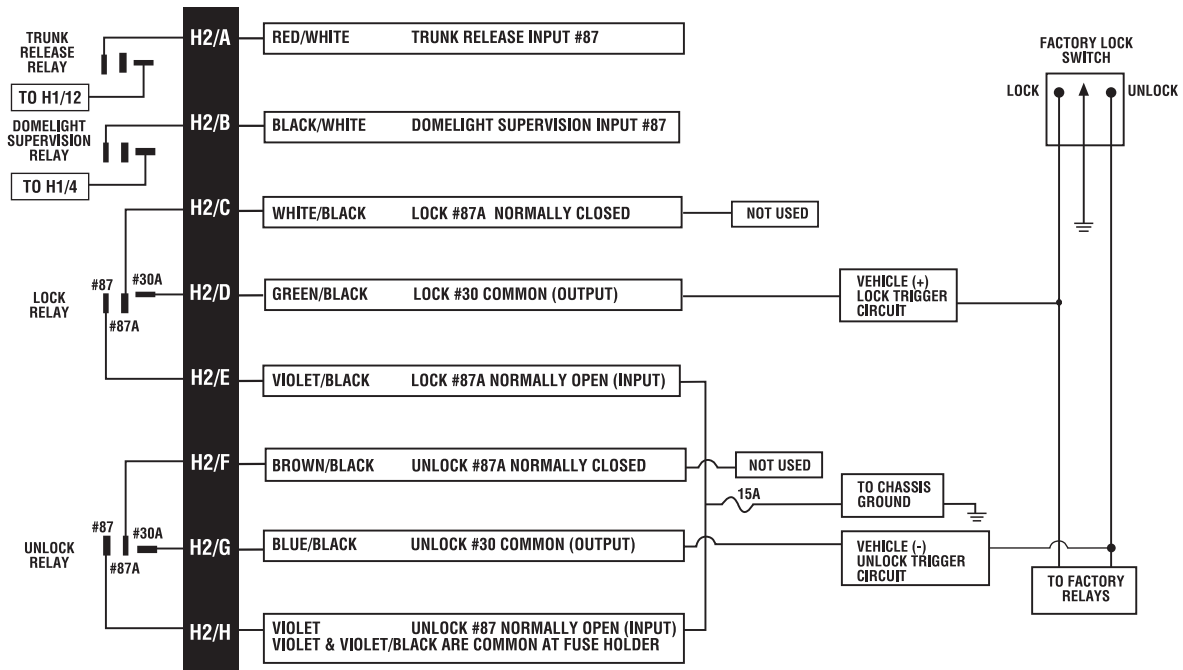 TRUNK
RELEASE
RELAY
TO H1/12
H2/A
RED/WHITE TRUNK RELEASE INPUT #87
FACTORY LOCK
SWITCH
LOCK
UNLOCK
DOMELIGHT
SUPERVISION
RELAY
TO H1/4
H2/B
BLACK/WHITE DOMELIGHT SUPERVISION INPUT #87
H2/C
WHITE/BLACK LOCK #87A NORMALLY CLOSED
NOT USED
LOCK
RELAY
#87
#30A
#87A
H2/D
GREEN/BLACK LOCK #30 COMMON (OUTPUT)
VEHICLE (+)
LOCK TRIGGER
CIRCUIT
H2/E
VIOLET/BLACK LOCK #87A NORMALLY OPEN (INPUT)
H2/F
BROWN/BLACK UNLOCK #87A NORMALLY CLOSED
NOT USED
15A
TO CHASSIS
GROUND
UNLOCK
RELAY
#87
#30A
#87A
H2/G
BLUE/BLACK UNLOCK #30 COMMON (OUTPUT)
VEHICLE (-)
UNLOCK TRIGGER
CIRCUIT
TO FACTORY
RELAYS
H2/H
VIOLET UNLOCK #87 NORMALLY OPEN (INPUT)
VIOLET & VIOLET/BLACK ARE COMMON AT FUSE HOLDER